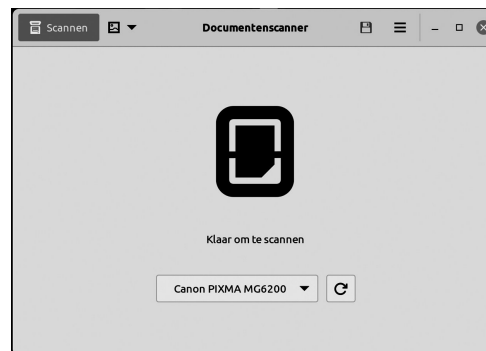 Scannen
Documentenscanner
Klaar om te scannen
Canon PIXMA MG6200